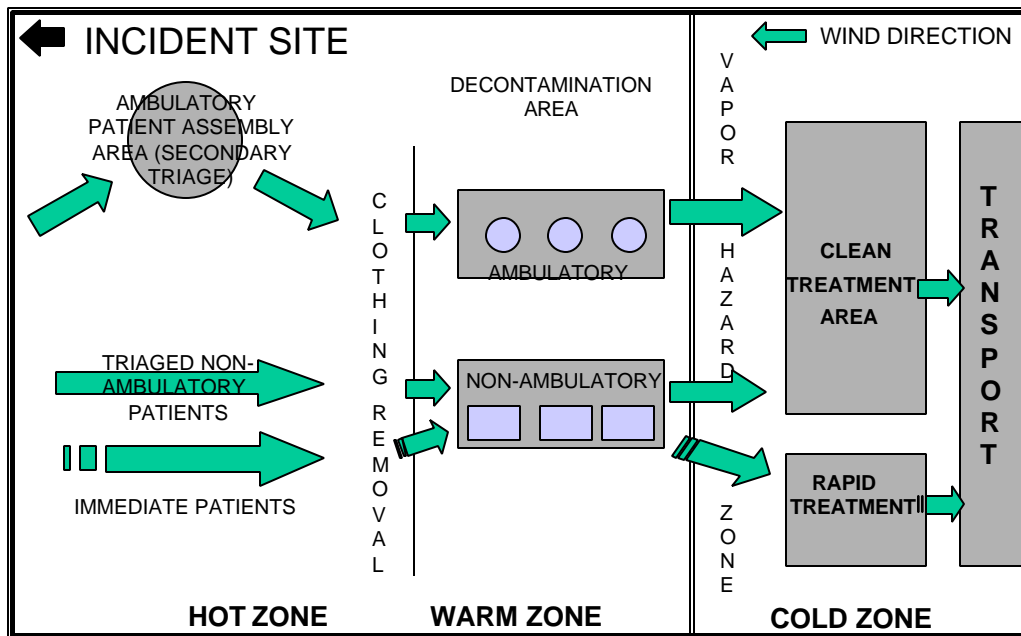 INCIDENT SITE
WIND DIRECTION
AMBULATORY
PATIENT ASSEMBLY
AREA (SECONDARY
TRIAGE)
DECONTAMINATION
AREA
CLOTHING REMOVAL
AMBULATORY
VAPOR HAZARD ZONE
CLEAN
TREATMENT
AREA
TRANSPORT
TRIAGED NON-
AMBULATORY
PATIENTS
NON-AMBULATORY
IMMEDIATE PATIENTS
RAPID
TREATMENT
HOT ZONE
WARM ZONE
COLD ZONE